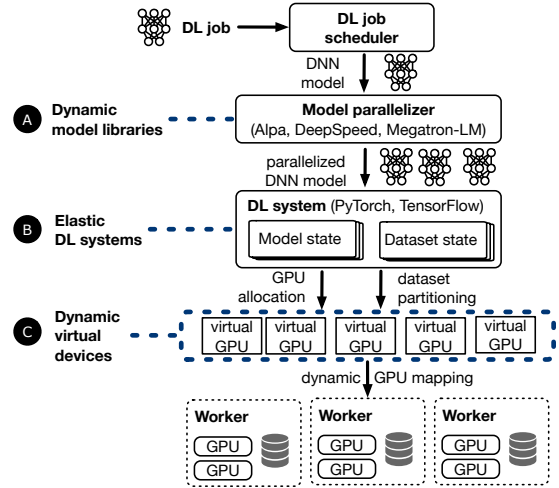 DL job
DL job
scheduler
DNN
model
A
Dynamic
model libraries
Model parallelizer
(Alpa, DeepSpeed, Megatron-LM)
parallelized
DNN model
B
Elastic
DL systems
DL system (PyTorch, TensorFlow)
Model state
Dataset state
GPU
allocation
dataset
partitioning
C
Dynamic
virtual
devices
virtual
GPU
virtual
GPU
virtual
GPU
virtual
GPU
virtual
GPU
dynamic GPU mapping
Worker
GPU
GPU
Worker
GPU
GPU
Worker
GPU
GPU